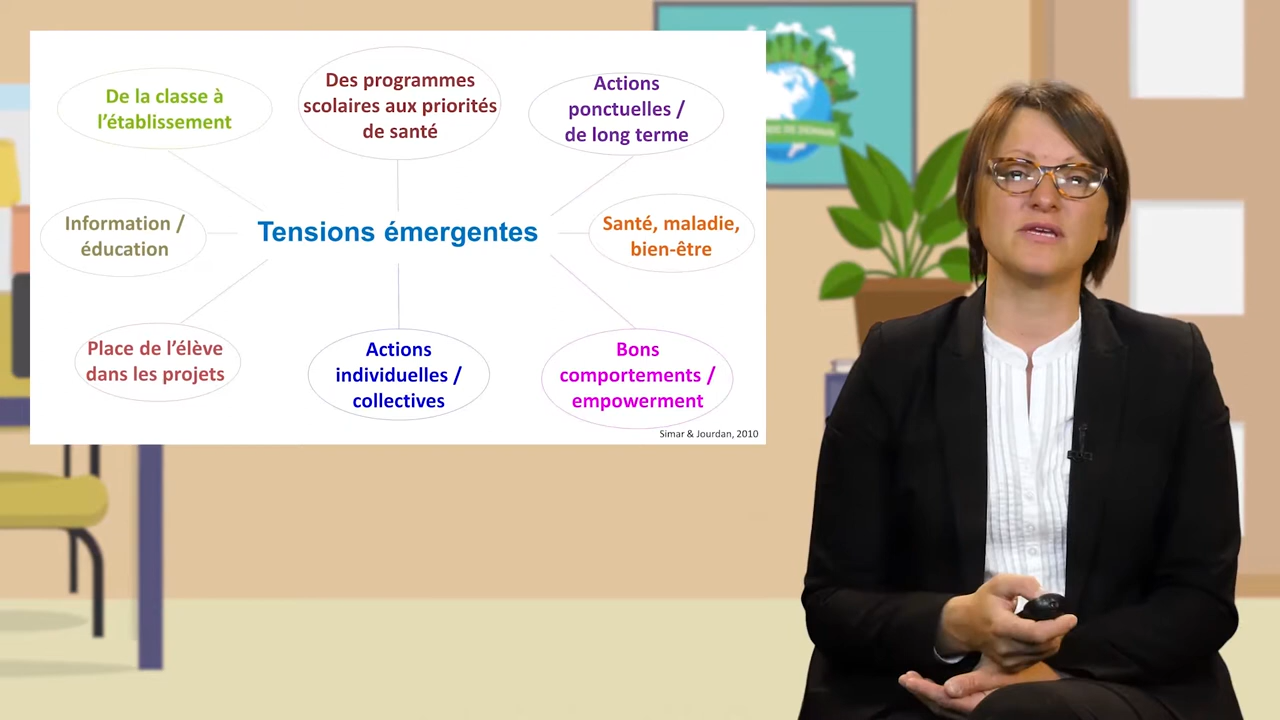 De la classe à
l'établissement
Des programmes
scolaires aux priorités
de santé
Actions
ponctuelles /
de long terme
Information /
éducation
Tensions émergentes
Santé, maladie,
bien-être
Place de l'élève
dans les projets
Actions
individuelles /
collectives
Bons
comportements /
empowerment
Simar & Jourdan, 2010